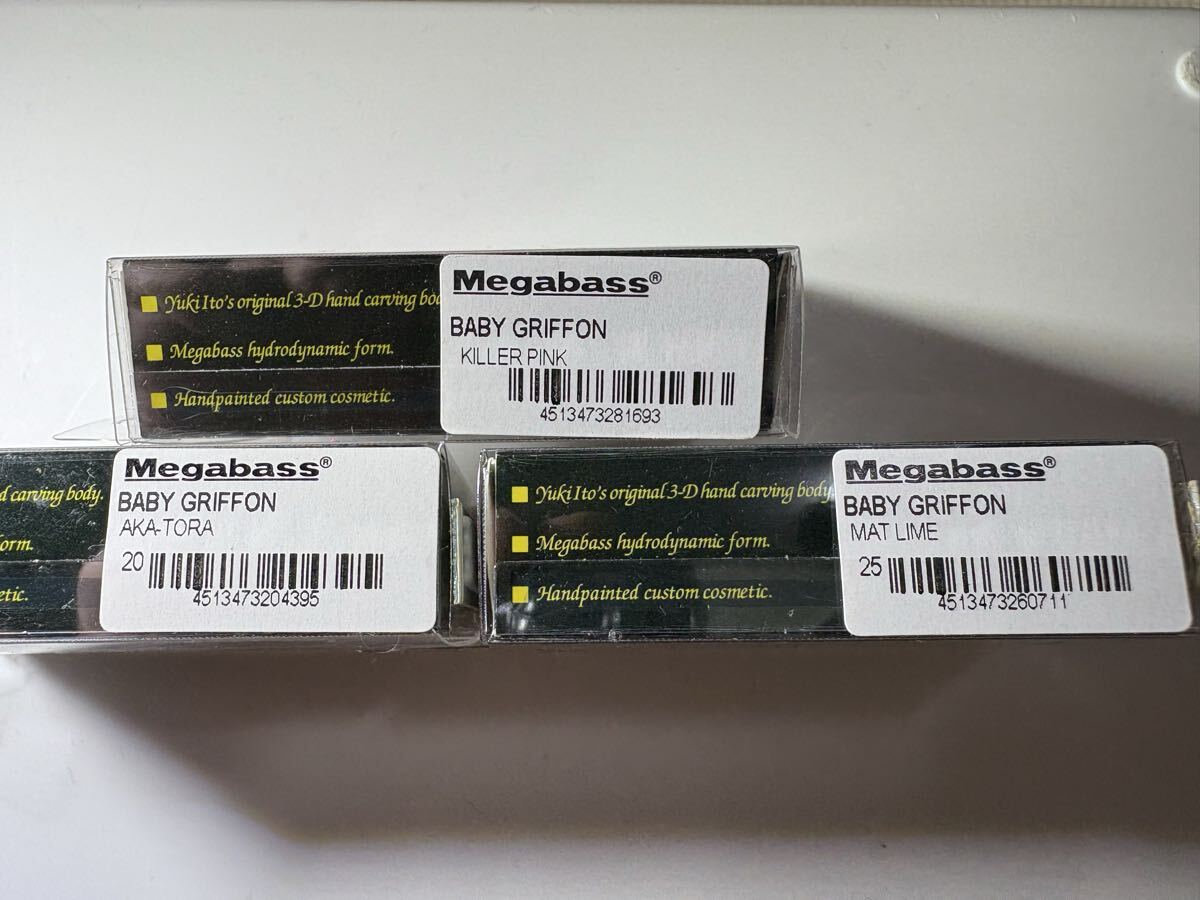 Yuki Ito's original 3-D hand carving
Megabass hydrodynamic form.
Handpainted custom cosmetic.
Megabass®
BABY GRIFFON
KILLER PINK
4513473281693
carving body.
etic.
Megabass®
BABY GRIFFON
AKA-TORA
20
4513473204395
Yuki Ito's original 3-D hand carving body
Megabass hydrodynamic form.
Handpainted custom cosmetic.
Megabass®
BABY GRIFFON
MAT LIME
25
4513473260711